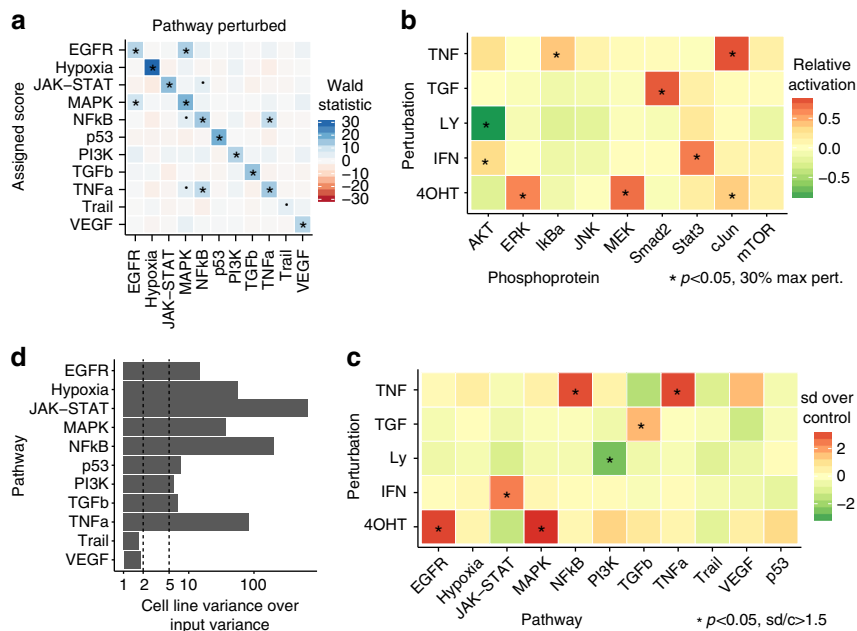 a
Pathway perturbed
Assigned score
EGFR
Hypoxia
JAK–STAT
MAPK
NFkB
p53
PI3K
TGFb
TNFa
Trail
VEGF
EGFR
Hypoxia
JAK–STAT
MAPK
NFkB
p53
PI3K
TGFb
TNFa
Trail
VEGF
Wald
statistic
30
20
10
0
−10
−20
−30
b
Perturbation
TNF
TGF
LY
IFN
4OHT
AKT
ERK
IkBa
JNK
MEK
Smad2
Stat3
cJun
mTOR
Phosphoprotein
* p<0.05, 30% max pert.
Relative
activation
0.5
0.0
−0.5
d
Pathway
EGFR
Hypoxia
JAK–STAT
MAPK
NFkB
p53
PI3K
TGFb
TNFa
Trail
VEGF
1 2 5 10 100
Cell line variance over
input variance
c
Perturbation
TNF
TGF
Ly
IFN
4OHT
EGFR
Hypoxia
JAK–STAT
MAPK
NFkB
PI3K
TGFb
TNFa
Trail
VEGF
p53
Pathway
* p<0.05, sd/c>1.5
sd over
control
2
0
−2